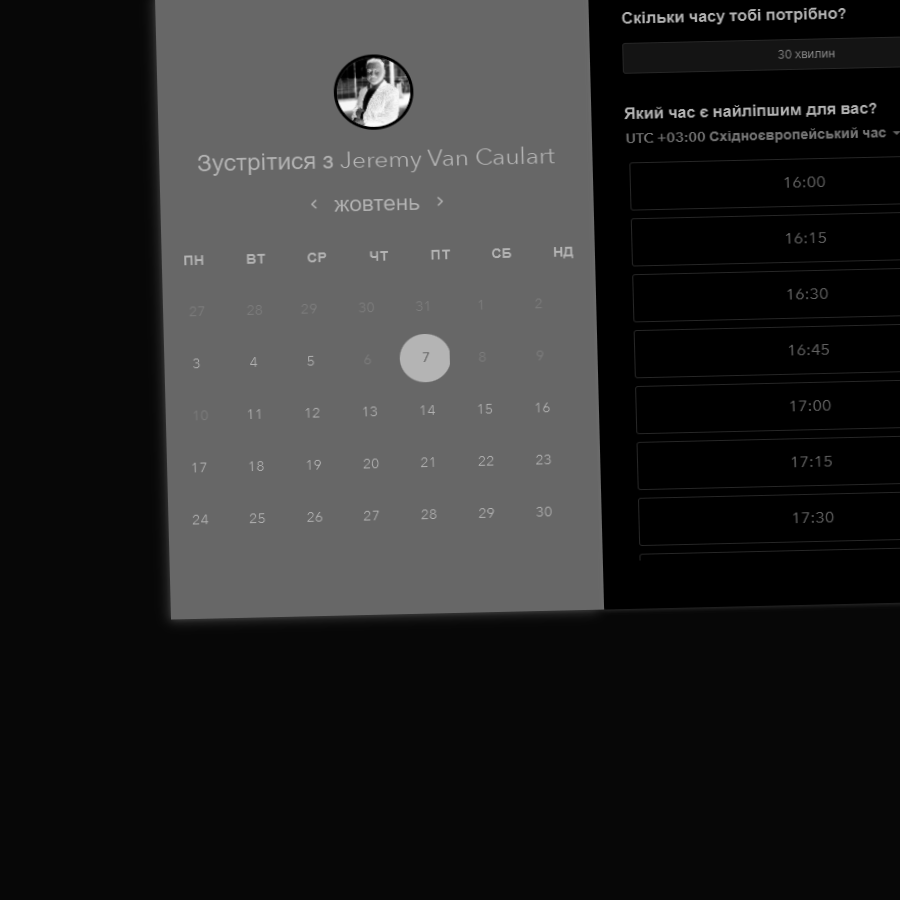 Зустрітися з Jeremy Van Caulart
жовтень
ПН ВТ СР ЧТ ПТ СБ НД
27 28 29 30 31 1 2
3 4 5 6 7 8 9
10 11 12 13 14 15 16
17 18 19 20 21 22 23
24 25 26 27 28 29 30
Скільки часу тобі потрібно?
30 хвилин
Який час є найліпшим для вас?
UTC +03:00 Східноєвропейський час
16:00
16:15
16:30
16:45
17:00
17:15
17:30